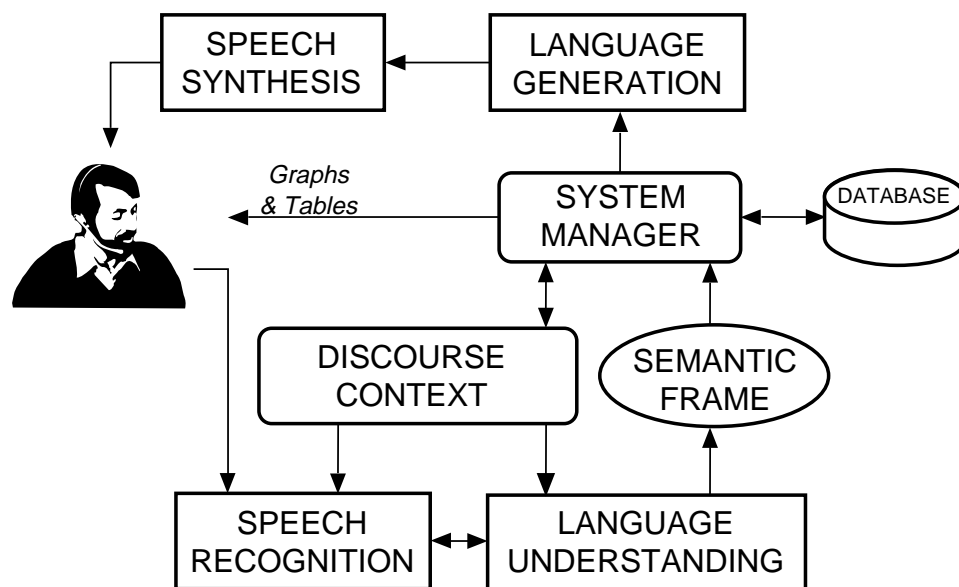 SPEECH
SYNTHESIS
LANGUAGE
GENERATION
Graphs
& Tables
SYSTEM
MANAGER
DATABASE
DISCOURSE
CONTEXT
SEMANTIC
FRAME
SPEECH
RECOGNITION
LANGUAGE
UNDERSTANDING